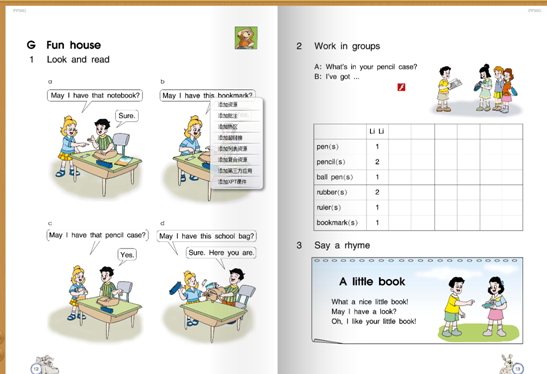 G Fun house
1 Look and read
a
May I have that notebook?
Sure.
b
May I have this bookmark?
添加资源
添加批注
添加热区
添加超链接
添加列表资源
添加复合资源
添加第三方应用
添加XPT课件
c
May I have that pencil case?
Yes.
d
May I have this school bag?
Sure. Here you are.
2 Work in groups
A: What's in your pencil case?
B: I've got ...
Li Li
pen(s) 1
pencil(s) 2
ball pen(s) 1
rubber(s) 2
ruler(s) 1
bookmark(s) 1
3 Say a rhyme
A little book
What a nice little book!
May I have a look?
Oh, I like your little book!